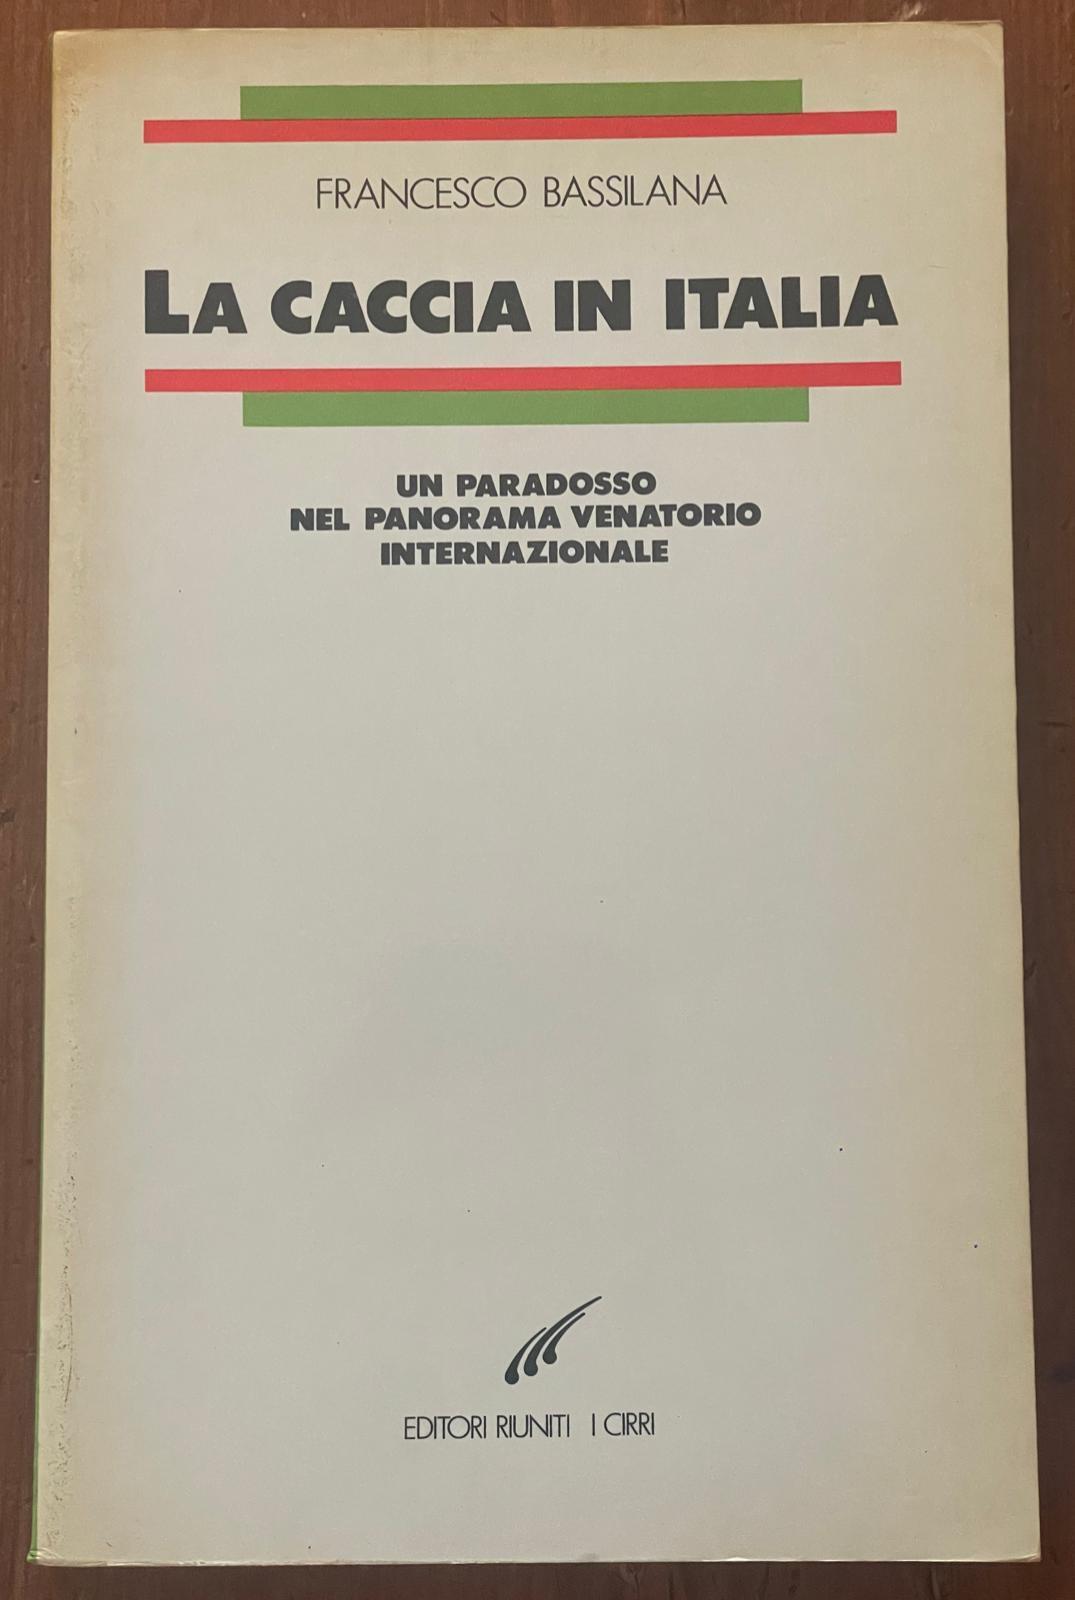 FRANCESCO BASSILANA
LA CACCIA IN ITALIA
UN PARADOSSO
NEL PANORAMA VENATORIO
INTERNAZIONALE
EDITORI RIUNITI I CIRRI